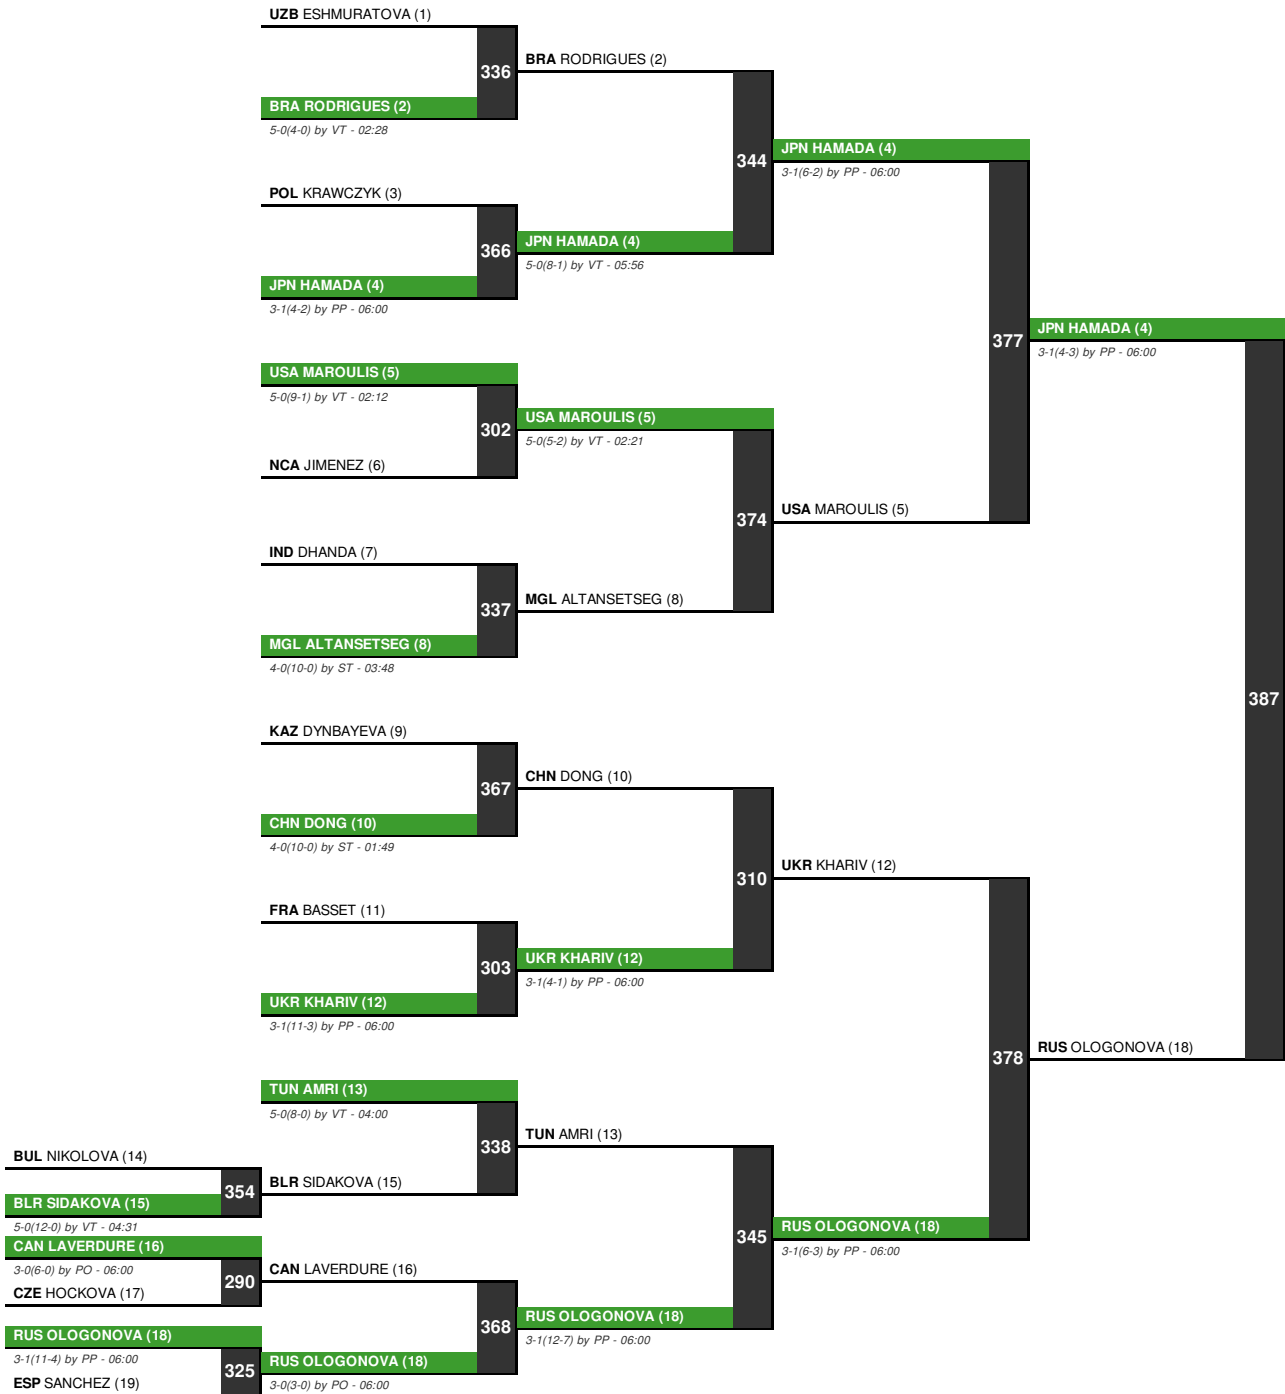 UZB ESHMURATOVA (1)
336
BRA RODRIGUES (2)
BRA RODRIGUES (2)
5-0(4-0) by VT - 02:28
344
JPN HAMADA (4)
3-1(6-2) by PP - 06:00
POL KRAWCZYK (3)
366
JPN HAMADA (4)
5-0(8-1) by VT - 05:56
JPN HAMADA (4)
3-1(4-2) by PP - 06:00
377
JPN HAMADA (4)
3-1(4-3) by PP - 06:00
USA MAROULIS (5)
5-0(9-1) by VT - 02:12
302
USA MAROULIS (5)
5-0(5-2) by VT - 02:21
NCA JIMENEZ (6)
374
USA MAROULIS (5)
IND DHANDA (7)
337
MGL ALTANSETSEG (8)
MGL ALTANSETSEG (8)
4-0(10-0) by ST - 03:48
387
KAZ DYNBAYEVA (9)
367
CHN DONG (10)
CHN DONG (10)
4-0(10-0) by ST - 01:49
310
UKR KHARIV (12)
FRA BASSET (11)
303
UKR KHARIV (12)
3-1(4-1) by PP - 06:00
UKR KHARIV (12)
3-1(11-3) by PP - 06:00
378
RUS OLOGONOVA (18)
TUN AMRI (13)
5-0(8-0) by VT - 04:00
338
TUN AMRI (13)
BUL NIKOLOVA (14)
354
BLR SIDAKOVA (15)
BLR SIDAKOVA (15)
5-0(12-0) by VT - 04:31
345
RUS OLOGONOVA (18)
3-1(6-3) by PP - 06:00
CAN LAVERDURE (16)
3-0(6-0) by PO - 06:00
290
CAN LAVERDURE (16)
CZE HOCKOVA (17)
368
RUS OLOGONOVA (18)
3-1(12-7) by PP - 06:00
RUS OLOGONOVA (18)
3-1(11-4) by PP - 06:00
325
RUS OLOGONOVA (18)
3-0(3-0) by PO - 06:00
ESP SANCHEZ (19)